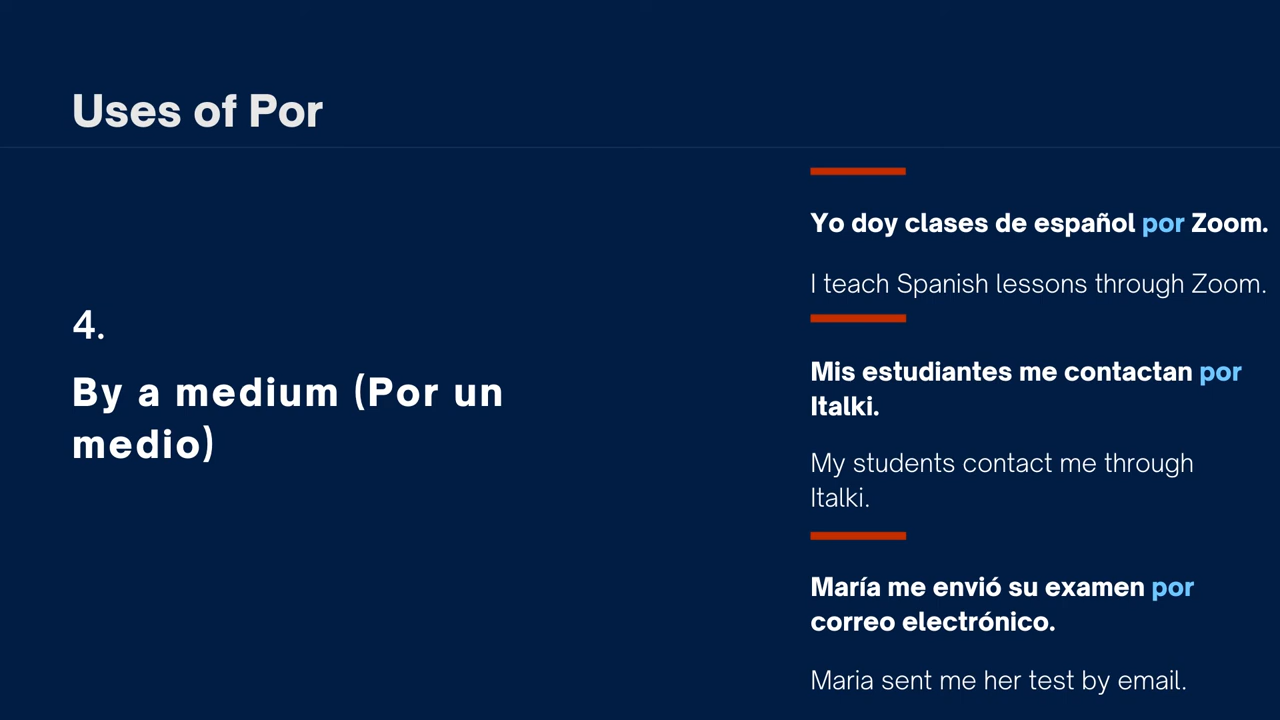 Uses of Por
4.
By a medium (Por un
medio)
Yo doy clases de español por Zoom.
I teach Spanish lessons through Zoom.
Mis estudiantes me contactan por
Italki.
My students contact me through
Italki.
María me envió su examen por
correo electrónico.
Maria sent me her test by email.